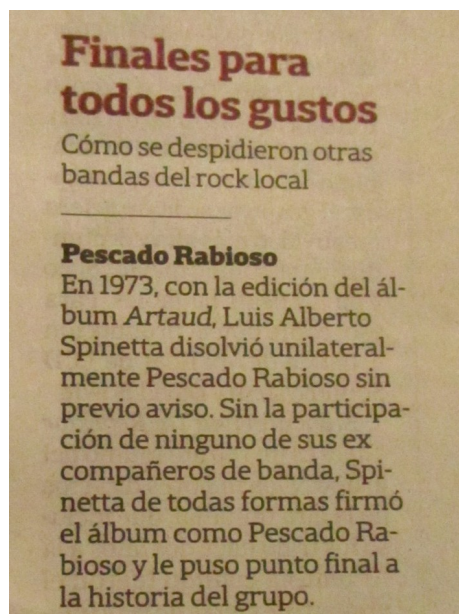 Finales para
todos los gustos
Cómo se despidieron otras
bandas del rock local
Pescado Rabioso
En 1973, con la edición del ál-
bum Artaud, Luis Alberto
Spinetta disolvió unilateral-
mente Pescado Rabioso sin
previo aviso. Sin la participa-
ción de ninguno de sus ex
compañeros de banda, Spi-
netta de todas formas firmó
el álbum como Pescado Ra-
bioso y le puso punto final a
la historia del grupo.